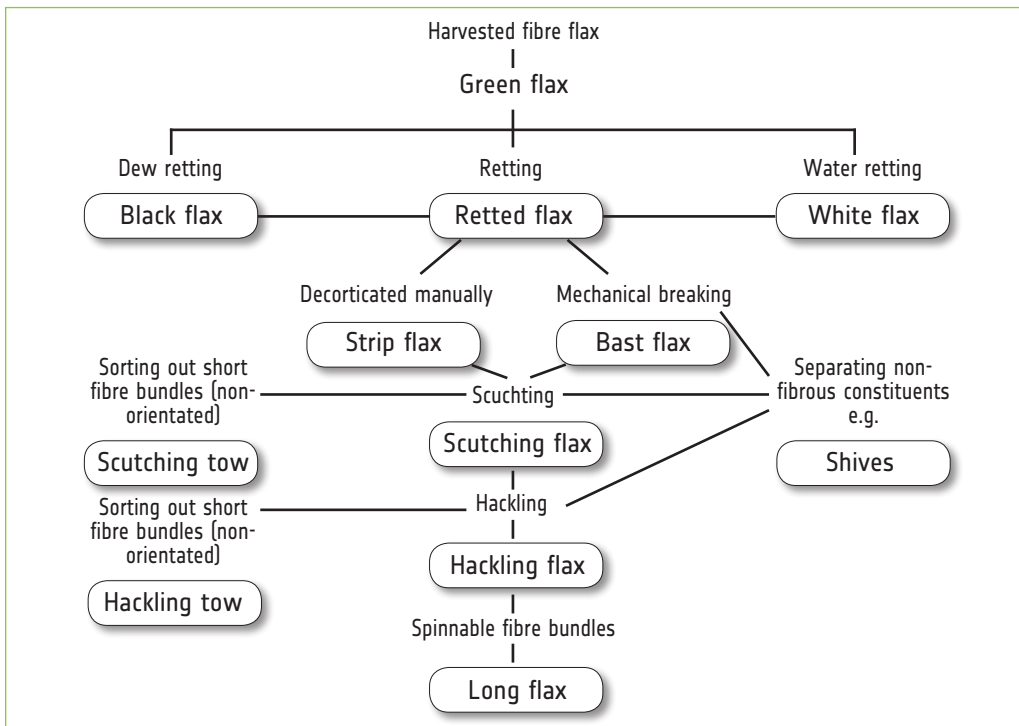 Harvested fibre flax
Green flax
Dew retting
Retting
Water retting
Black flax
Retted flax
White flax
Decorticated manually
Mechanical breaking
Strip flax
Bast flax
Sorting out short
fibre bundles (non-
orientated)
Scuchting
Separating non-
fibrous constituents
e.g.
Scutching tow
Scutching flax
Shives
Sorting out short
fibre bundles (non-
orientated)
Hackling
Hackling flax
Hackling tow
Spinnable fibre bundles
Long flax